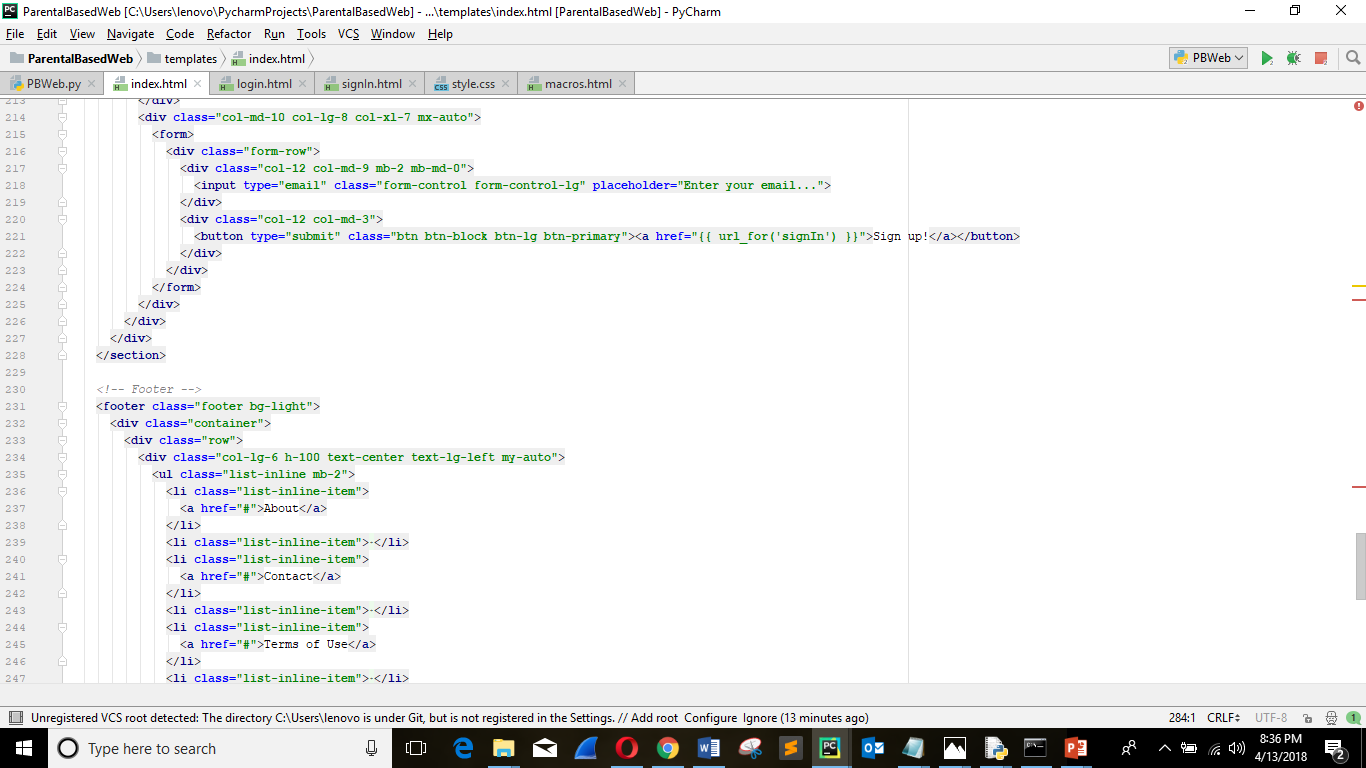 ParentalBasedWeb [C:\Users\lenovo\PycharmProjects\ParentalBasedWeb] - ...\templates\index.html [ParentalBasedWeb] - PyCharm
File Edit View Navigate Code Refactor Run Tools VCS Window Help
ParentalBasedWeb templates index.html PBWeb
PBWeb.py index.html login.html signIn.html style.css macros.html
213 </div>
214 <div class="col-md-10 col-lg-8 col-xl-7 mx-auto">
215 <form>
216 <div class="form-row">
217 <div class="col-12 col-md-9 mb-2 mb-md-0">
218 <input type="email" class="form-control form-control-lg" placeholder="Enter your email...">
219 </div>
220 <div class="col-12 col-md-3">
221 <button type="submit" class="btn btn-block btn-lg btn-primary"><a href="{{ url_for('signIn') }}">Sign up!</a></button>
222 </div>
223 </div>
224 </form>
225 </div>
226 </div>
227 </div>
228 </section>
229
230 <!-- Footer -->
231 <footer class="footer bg-light">
232 <div class="container">
233 <div class="row">
234 <div class="col-lg-6 h-100 text-center text-lg-left my-auto">
235 <ul class="list-inline mb-2">
236 <li class="list-inline-item">
237 <a href="#">About</a>
238 </li>
239 <li class="list-inline-item">·</li>
240 <li class="list-inline-item">
241 <a href="#">Contact</a>
242 </li>
243 <li class="list-inline-item">·</li>
244 <li class="list-inline-item">
245 <a href="#">Terms of Use</a>
246 </li>
247 <li class="list-inline-item">·</li>
Unregistered VCS root detected: The directory C:\Users\lenovo is under Git, but is not registered in the Settings. // Add root Configure Ignore (13 minutes ago) 284:1 CRLF UTF-8 1
Type here to search
8:36 PM
4/13/2018
2